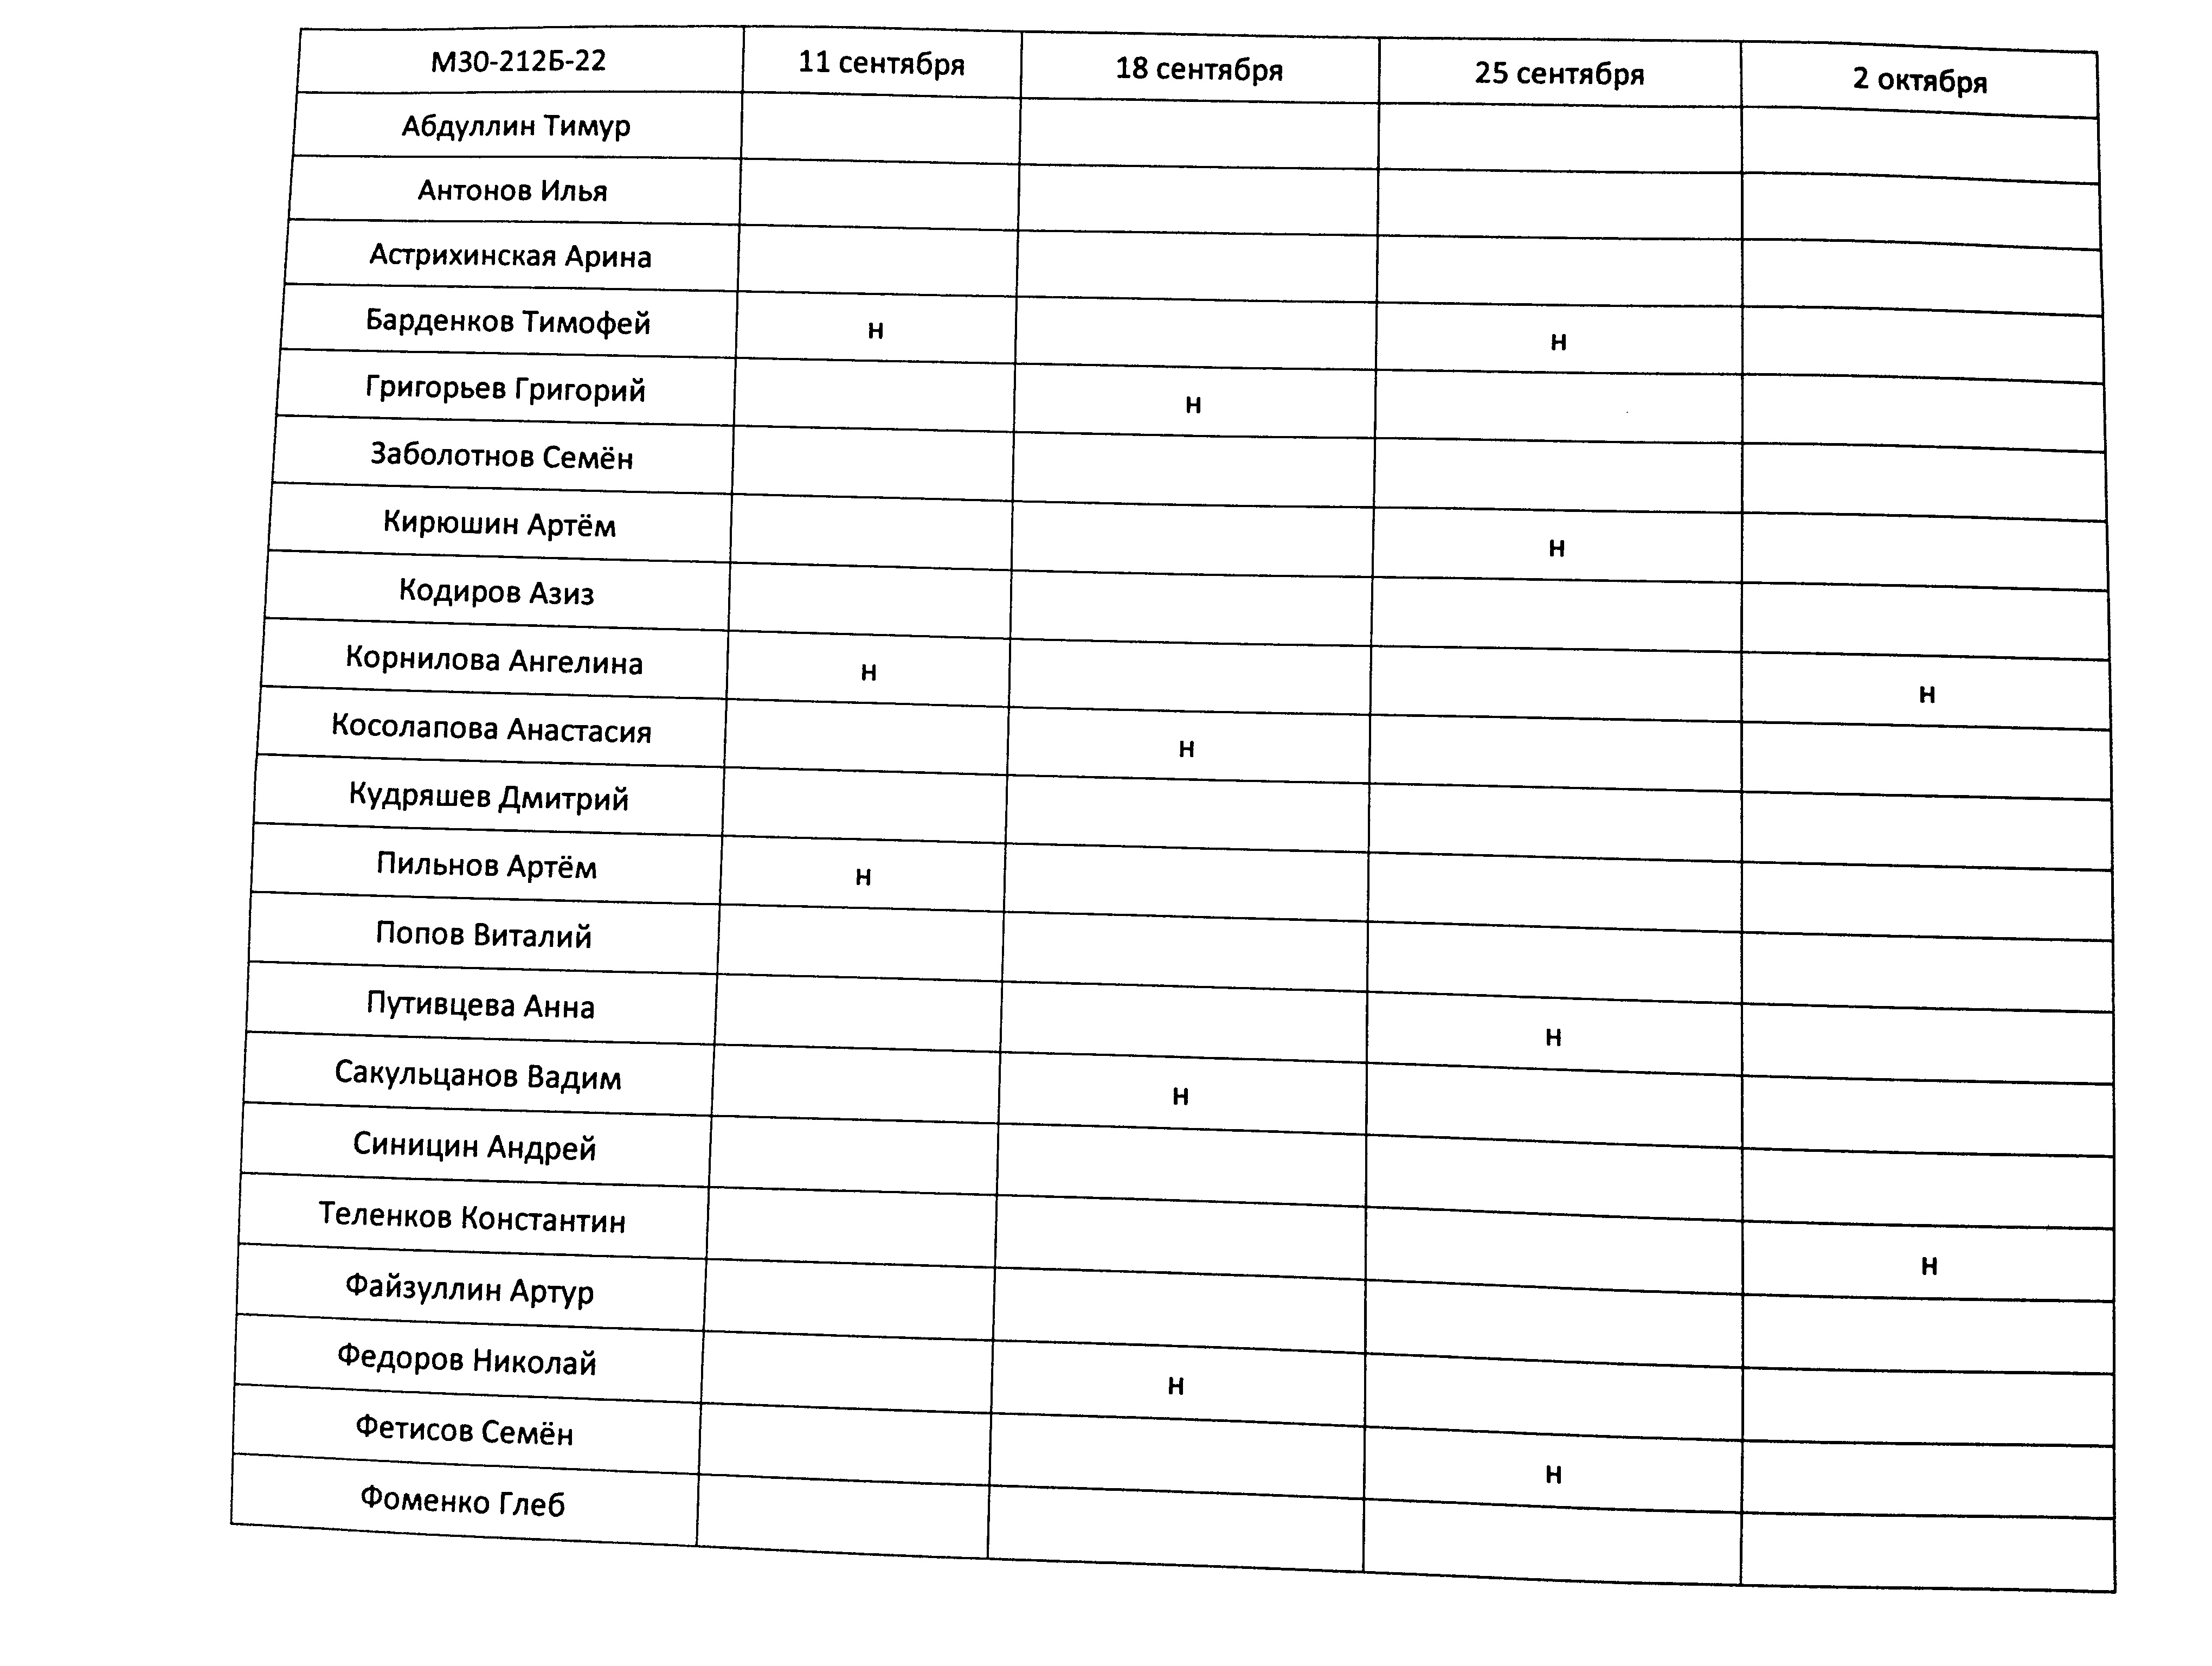 М30-212Б-22 11 сентября 18 сентября 25 сентября 2 октября
Абдуллин Тимур
Антонов Илья
Астрихинская Арина
Барденков Тимофей н н
Григорьев Григорий н
Заболотнов Семён
Кирюшин Артём н
Кодиров Азиз
Корнилова Ангелина н н
Косолапова Анастасия н
Кудряшев Дмитрий
Пильнов Артём н
Попов Виталий
Путивцева Анна н
Сакульцанов Вадим н
Синицин Андрей
Теленков Константин н
Файзуллин Артур
Федоров Николай н
Фетисов Семён н
Фоменко Глеб